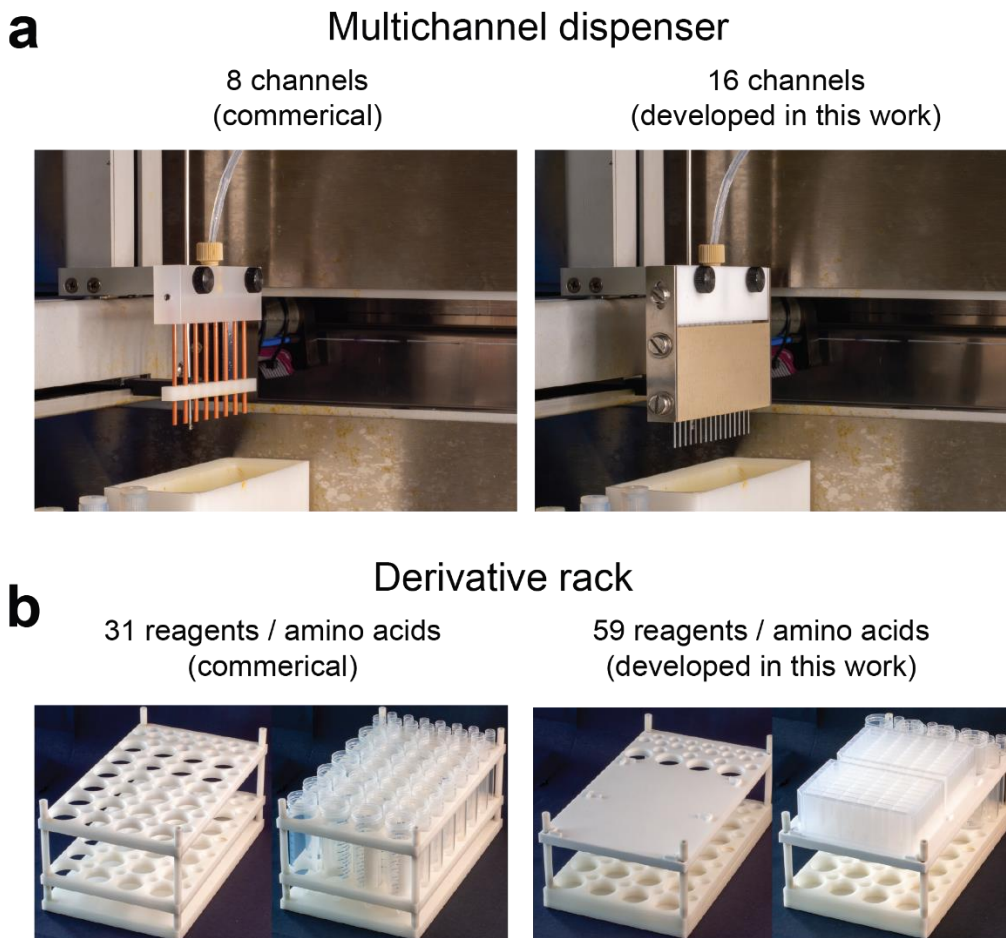 a
Multichannel dispenser
8 channels
(commerical)
16 channels
(developed in this work)
b
Derivative rack
31 reagents / amino acids
(commerical)
59 reagents / amino acids
(developed in this work)